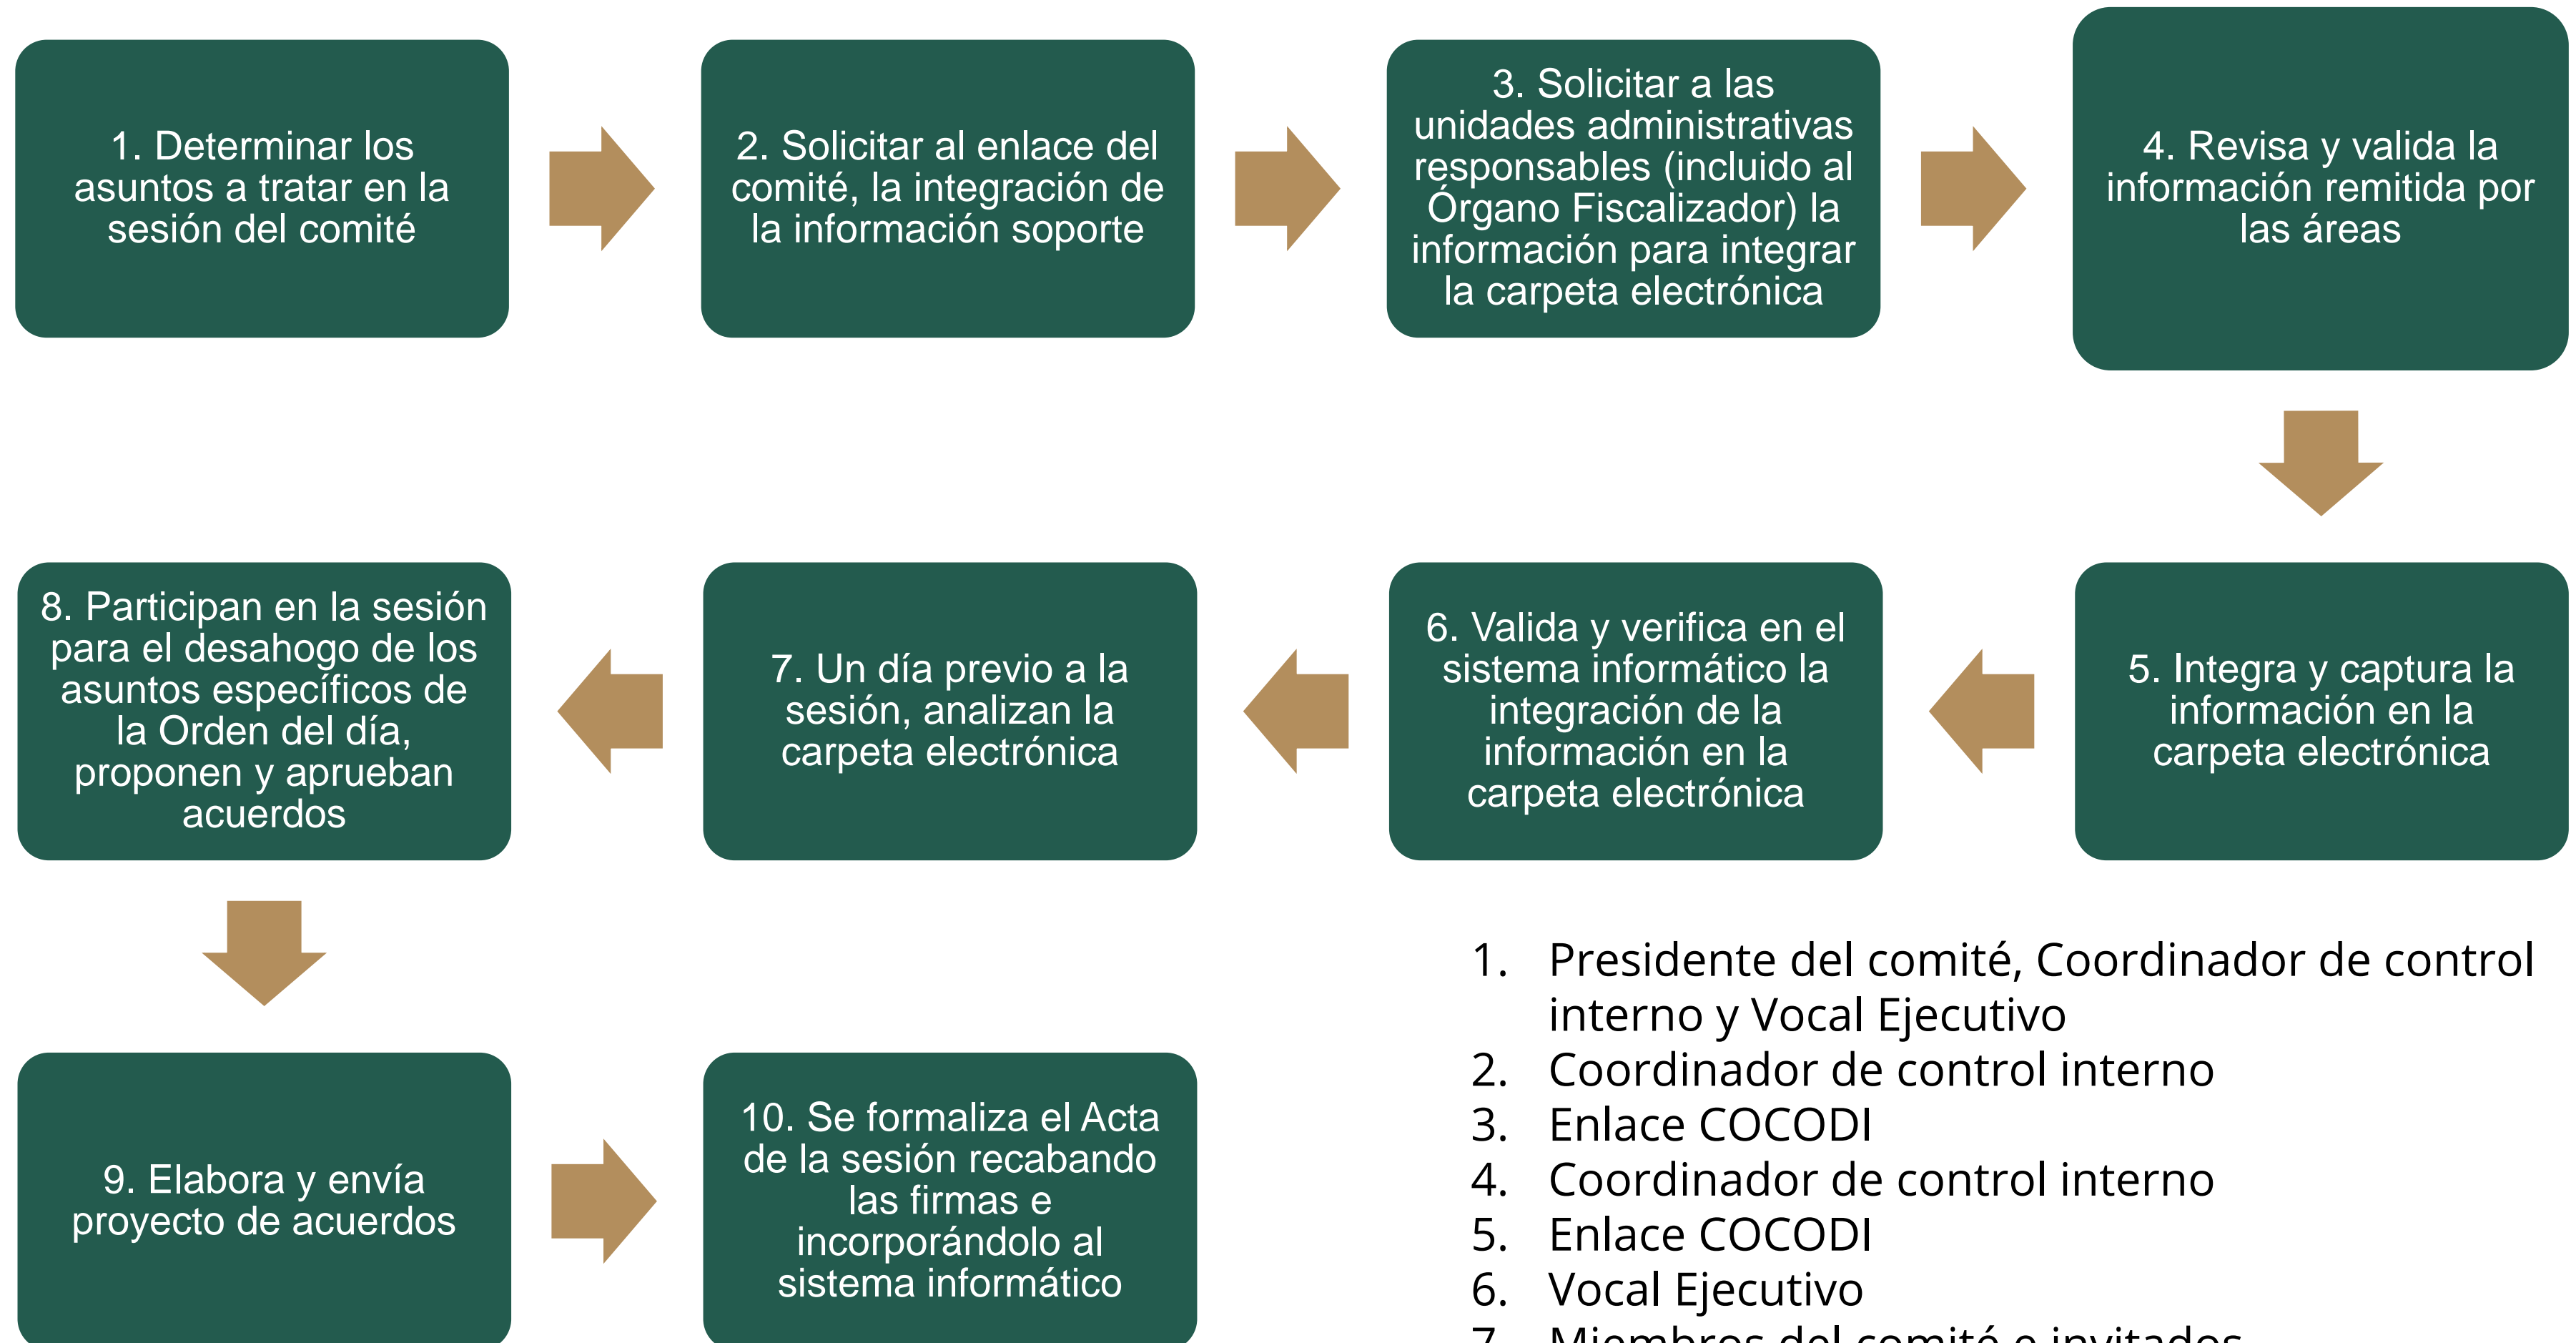 1. Determinar los
asuntos a tratar en la
sesión del comité
2. Solicitar al enlace del
comité, la integración de
la información soporte
3. Solicitar a las
unidades administrativas
responsables (incluido al
Órgano Fiscalizador) la
información para integrar
la carpeta electrónica
4. Revisa y valida la
información remitida por
las áreas
5. Integra y captura la
información en la
carpeta electrónica
6. Valida y verifica en el
sistema informático la
integración de la
información en la
carpeta electrónica
7. Un día previo a la
sesión, analizan la
carpeta electrónica
8. Participan en la sesión
para el desahogo de los
asuntos específicos de
la Orden del día,
proponen y aprueban
acuerdos
9. Elabora y envía
proyecto de acuerdos
10. Se formaliza el Acta
de la sesión recabando
las firmas e
incorporándolo al
sistema informático
1. Presidente del comité, Coordinador de control
interno y Vocal Ejecutivo
2. Coordinador de control interno
3. Enlace COCODI
4. Coordinador de control interno
5. Enlace COCODI
6. Vocal Ejecutivo
7. Miembros del comité e invitados